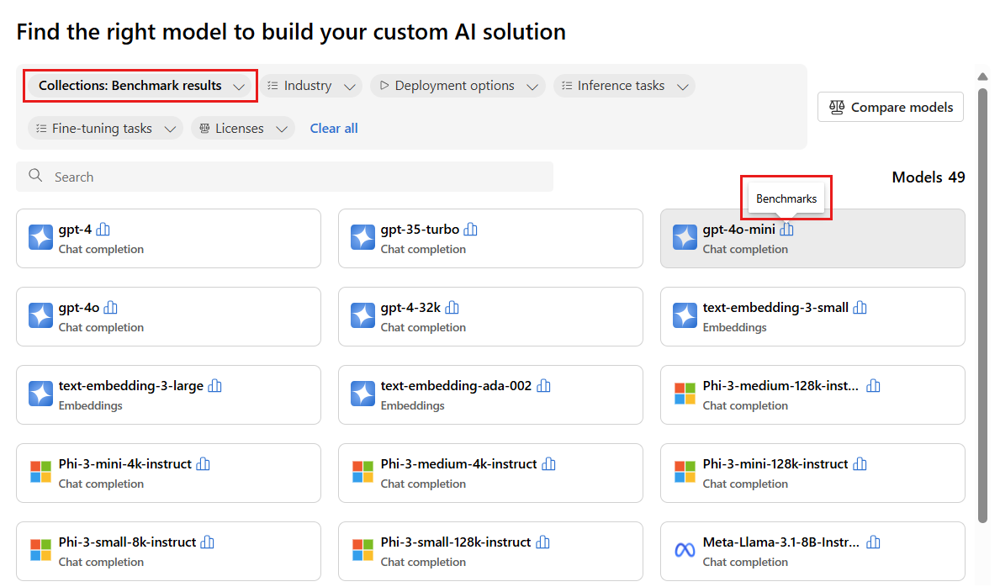 Find the right model to build your custom AI solution
Collections: Benchmark results
Industry
Deployment options
Inference tasks
Compare models
Fine-tuning tasks
Licenses
Clear all
Search
Models 49
Benchmarks
gpt-4
Chat completion
gpt-35-turbo
Chat completion
gpt-4o-mini
Chat completion
gpt-4o
Chat completion
gpt-4-32k
Chat completion
text-embedding-3-small
Embeddings
text-embedding-3-large
Embeddings
text-embedding-ada-002
Embeddings
Phi-3-medium-128k-inst...
Chat completion
Phi-3-mini-4k-instruct
Chat completion
Phi-3-medium-4k-instruct
Chat completion
Phi-3-mini-128k-instruct
Chat completion
Phi-3-small-8k-instruct
Chat completion
Phi-3-small-128k-instruct
Chat completion
Meta-Llama-3.1-8B-Instr...
Chat completion